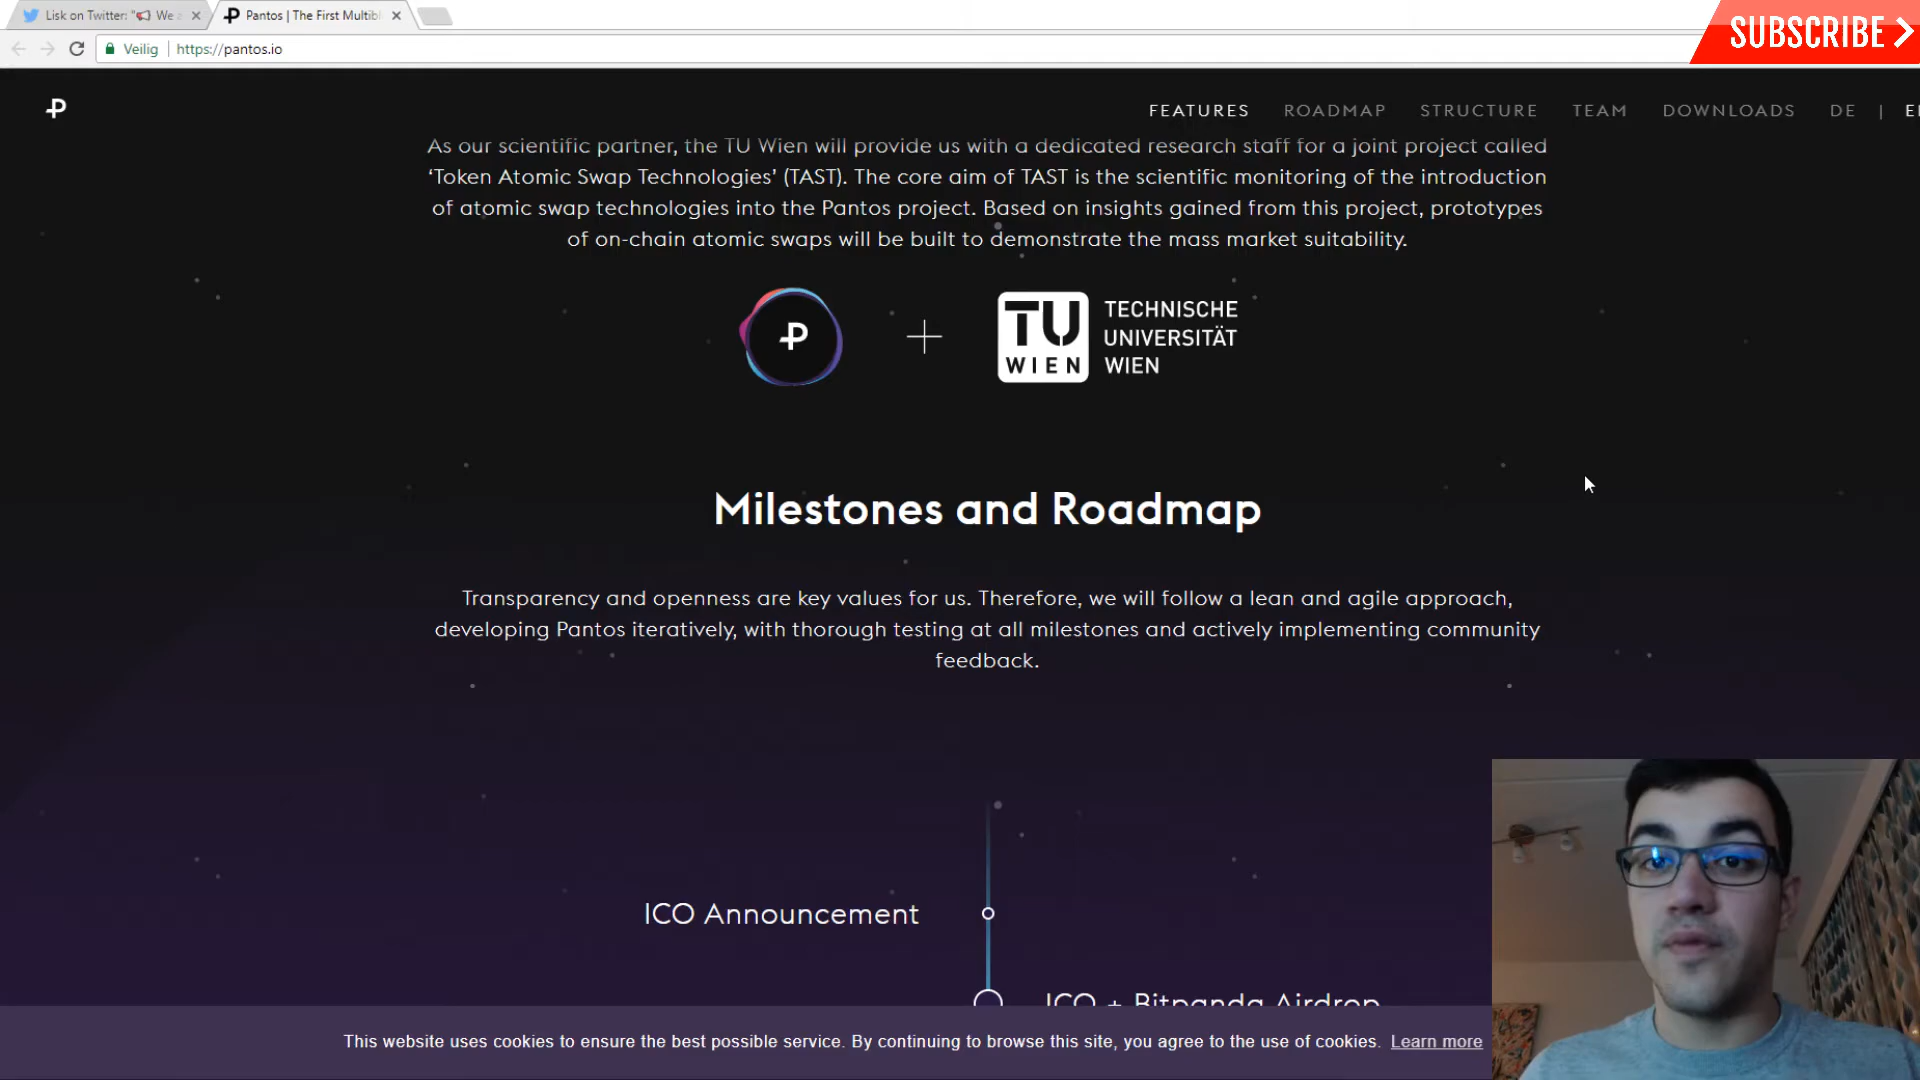 Lisk on Twitter: "📢 We a
Pantos | The First Multibl
SUBSCRIBE
Veilig
https://pantos.io
FEATURES
ROADMAP
STRUCTURE
TEAM
DOWNLOADS
DE
|
As our scientific partner, the TU Wien will provide us with a dedicated research staff for a joint project called
‘Token Atomic Swap Technologies’ (TAST). The core aim of TAST is the scientific monitoring of the introduction
of atomic swap technologies into the Pantos project. Based on insights gained from this project, prototypes
of on-chain atomic swaps will be built to demonstrate the mass market suitability.
TU
WIEN
TECHNISCHE
UNIVERSITÄT
WIEN
Milestones and Roadmap
Transparency and openness are key values for us. Therefore, we will follow a lean and agile approach,
developing Pantos iteratively, with thorough testing at all milestones and actively implementing community
feedback.
ICO Announcement
ICO + Bitpanda Airdrop
This website uses cookies to ensure the best possible service. By continuing to browse this site, you agree to the use of cookies. Learn more